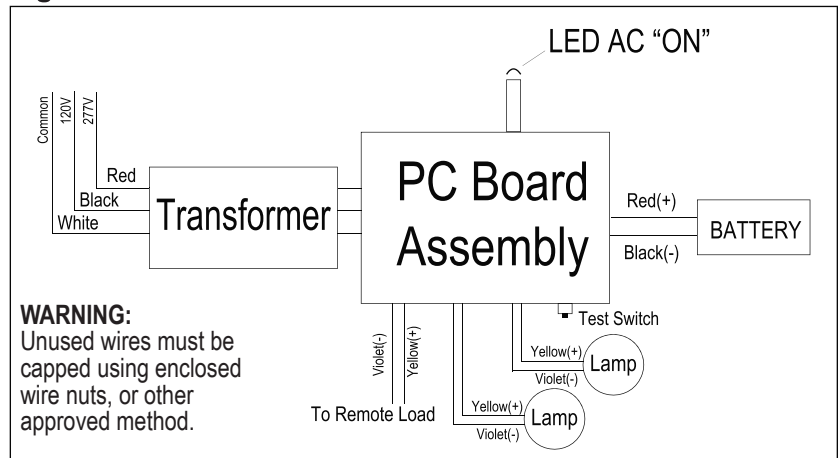 LED AC “ON”
Common
120V
277V
Red
Black
White
Transformer
PC Board
Assembly
Red(+)
Black(-)
BATTERY
Test Switch
Violet(-)
Yellow(+)
To Remote Load
Yellow(+)
Violet(-)
Lamp
Yellow(+)
Violet(-)
Lamp
WARNING:
Unused wires must be
capped using enclosed
wire nuts, or other
approved method.